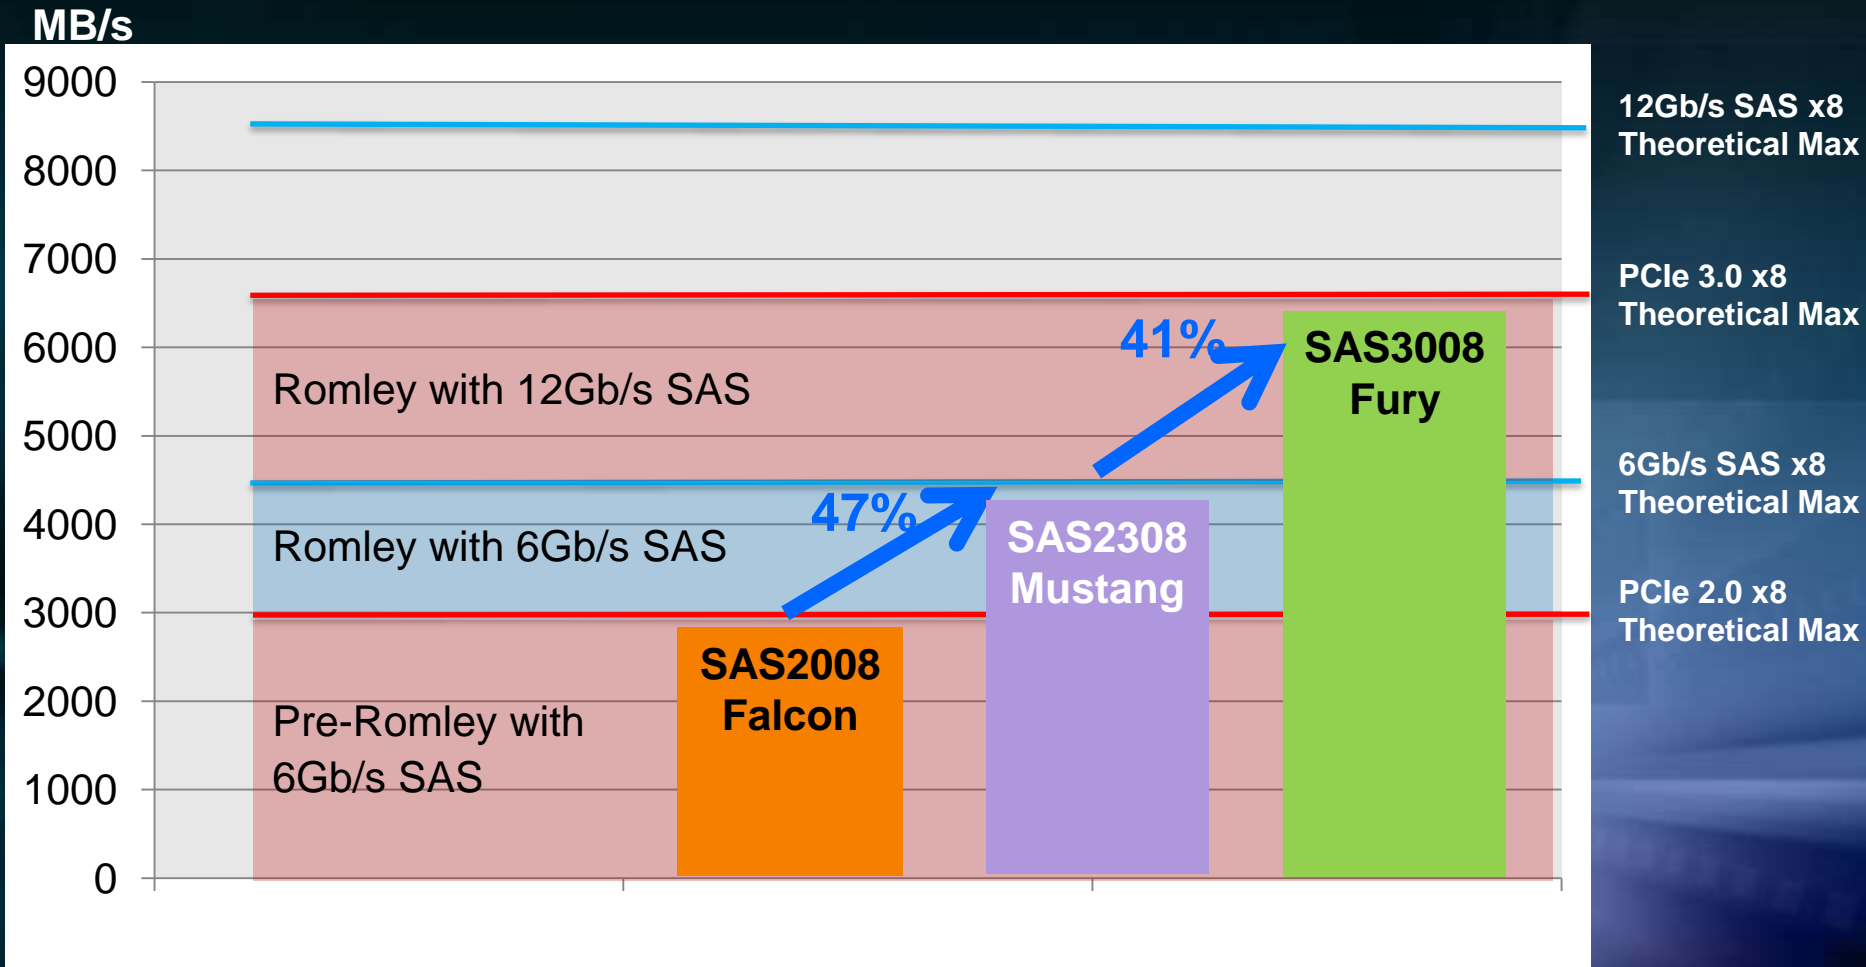 MB/s
9000
8000
7000
6000
5000
4000
3000
2000
1000
0
12Gb/s SAS x8
Theoretical Max
PCIe 3.0 x8
Theoretical Max
6Gb/s SAS x8
Theoretical Max
PCIe 2.0 x8
Theoretical Max
Romley with 12Gb/s SAS
Romley with 6Gb/s SAS
Pre-Romley with
6Gb/s SAS
47%
41%
SAS2008
Falcon
SAS2308
Mustang
SAS3008
Fury